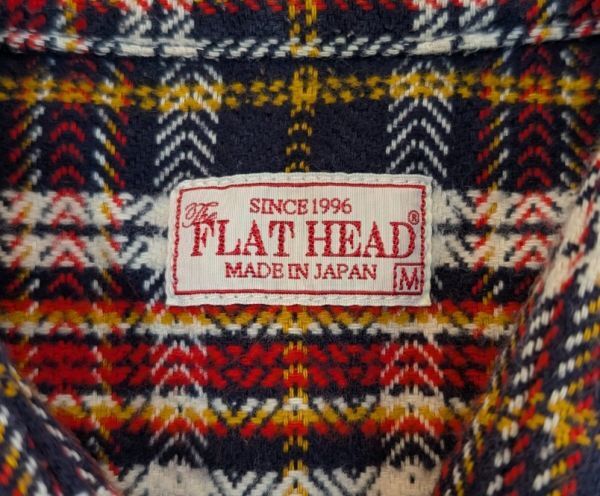 SINCE 1996
The
FLAT HEAD®
MADE IN JAPAN
M